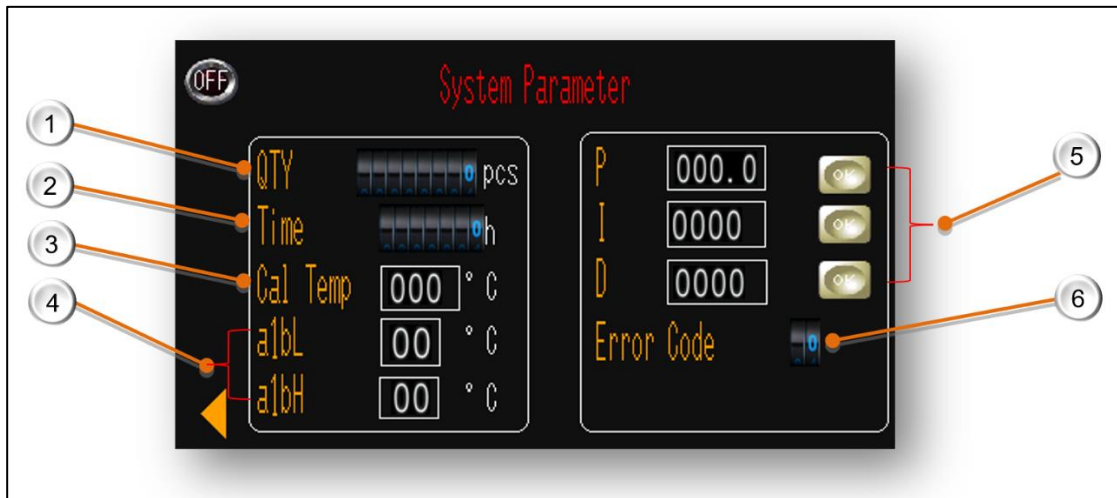 OFF
System Parameter
1
2
3
4
QTY 0 pcs
Time 0 h
Cal Temp 000 °C
a1bL 00 °C
a1bH 00 °C
P 000.0 OK
I 0000 OK
D 0000 OK
Error Code 0
5
6